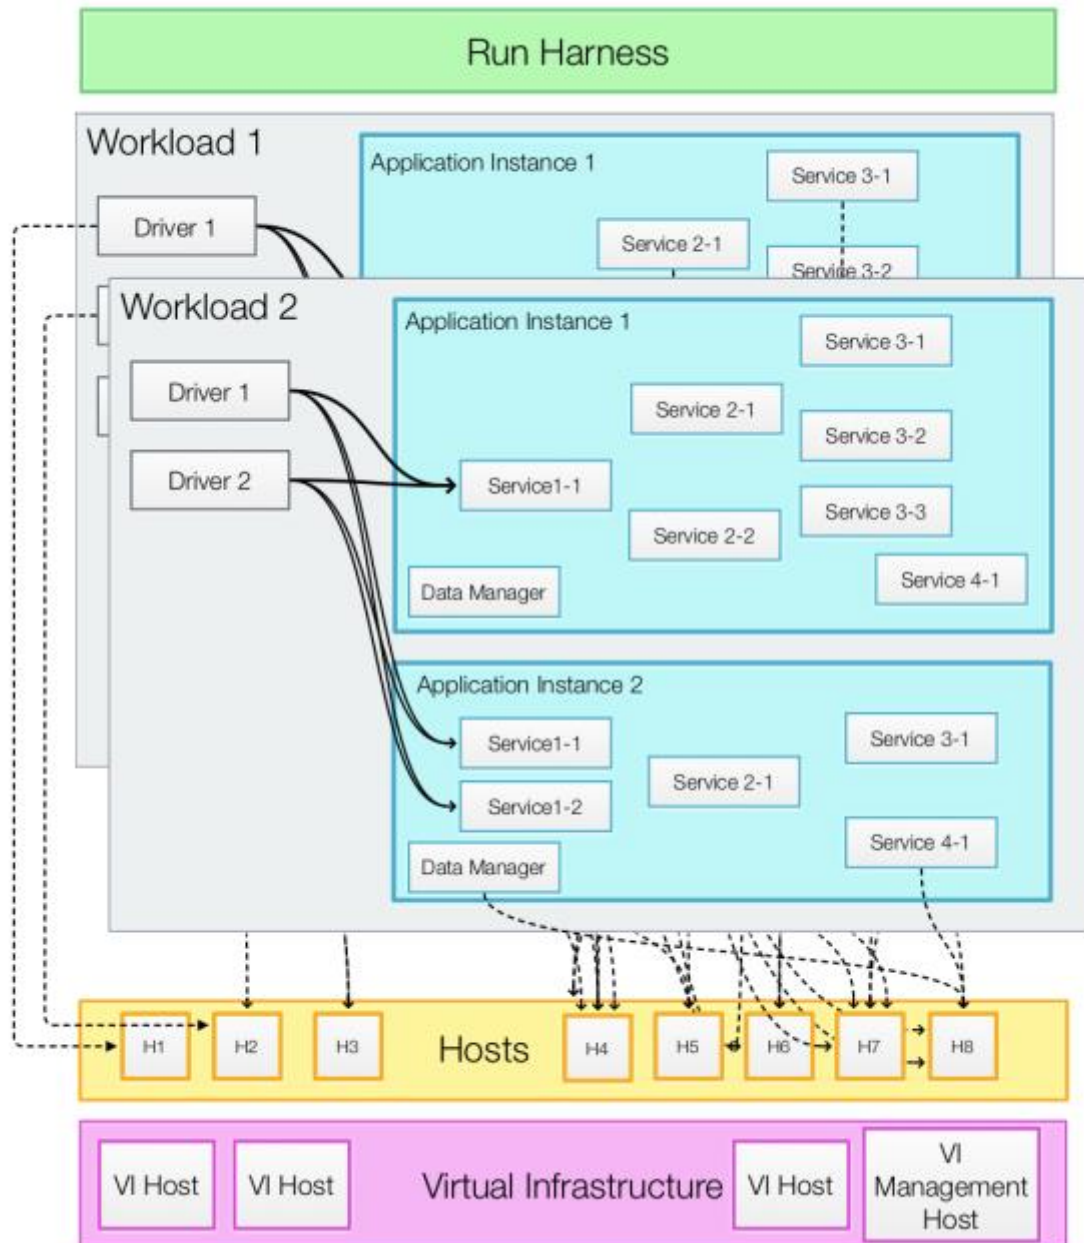 Run Harness
Workload 1
Application Instance 1
Service 3-1
Driver 1
Service 2-1
Service 3-2
Workload 2
Application Instance 1
Service 3-1
Driver 1
Service 2-1
Service 3-2
Driver 2
Service1-1
Service 3-3
Service 2-2
Service 4-1
Data Manager
Application Instance 2
Service1-1
Service 3-1
Service 2-1
Service1-2
Service 4-1
Data Manager
H1
H2
H3
Hosts
H4
H5
H6
H7
H8
VI Host
VI Host
Virtual Infrastructure
VI Host
VI
Management
Host